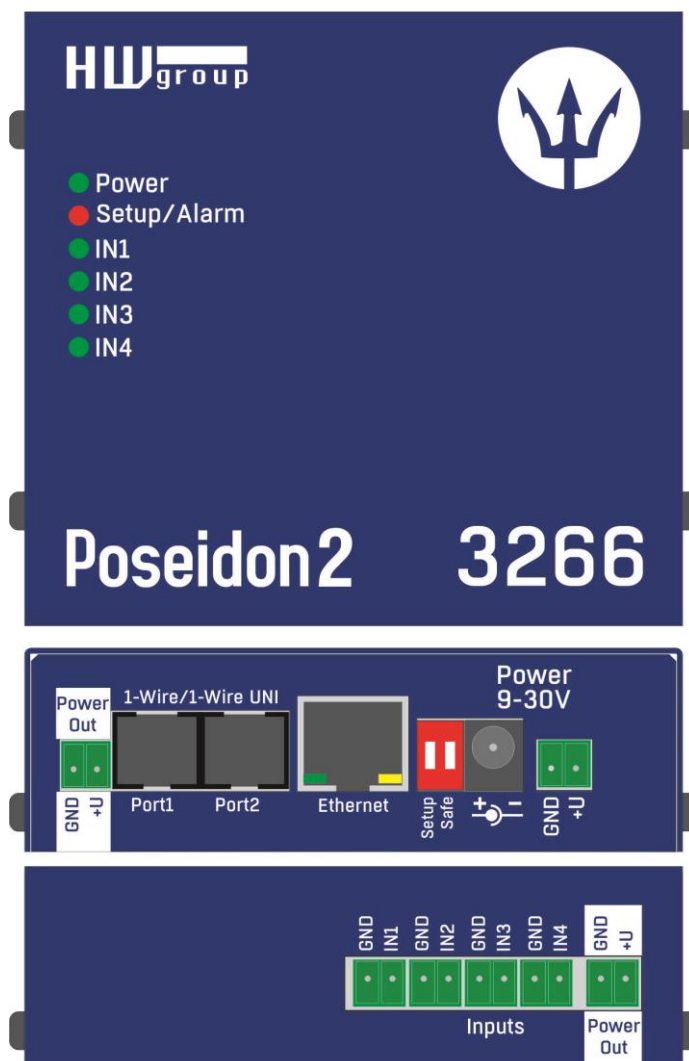 HW group
Power
Setup/Alarm
IN1
IN2
IN3
IN4
Poseidon2 3266
Power
9-30V
Power
Out
1-Wire/1-Wire UNI
GND
+U
Port1
Port2
Ethernet
Setup
Safe
+ -
GND
+U
GND
IN1
GND
IN2
GND
IN3
GND
IN4
GND
+U
Inputs
Power
Out